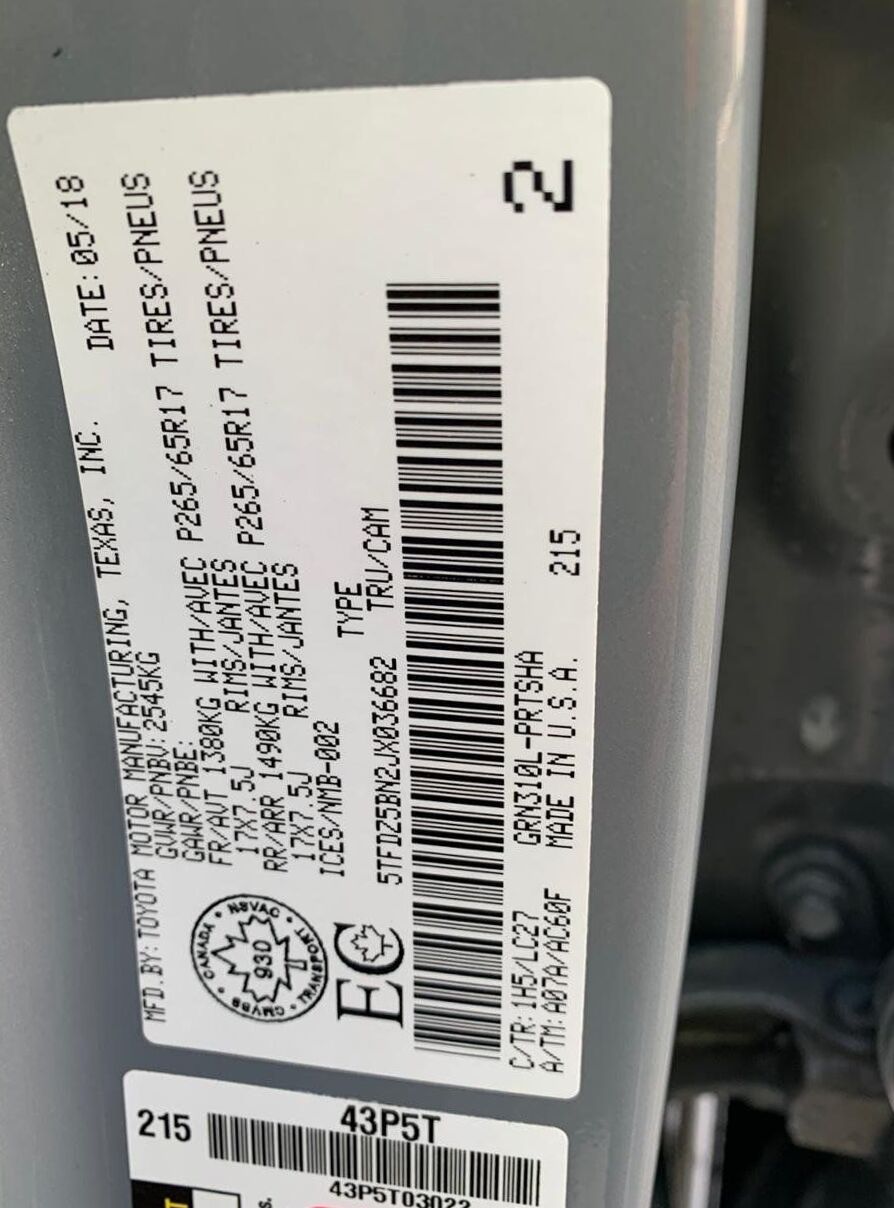 MFD.BY:TOYOTA MOTOR MANUFACTURING, TEXAS, INC. DATE:05/18
GVWR/PNBV:2545KG
GAWR/PNBE:
FR/AVT 1380KG WITH/AVEC P265/65R17 TIRES/PNEUS
17X7.5J RIMS/JANTES
RR/ARR 1490KG WITH/AVEC P265/65R17 TIRES/PNEUS
17X7.5J RIMS/JANTES
ICES/NMB-002
CANADA • NSVAC • TRANSPORT • CMVSS •
930
T
EC
TYPE
5TFDZ5BN2JX036682 TRU/CAM
2
C/TR:1H5/LC27 GRN310L-PRTSHA
A/TM:A07A/AC60F MADE IN U.S.A. 215
215
43P5T